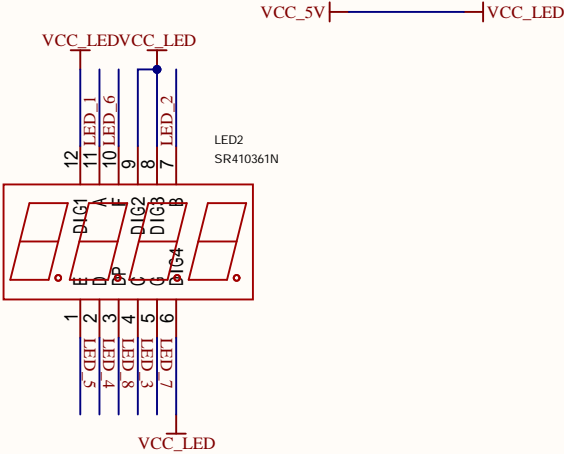 VCC_5V VCC_LED
VCC_LED VCC_LED
LED_1
LED_6
LED_2
LED2
SR410361N
12
11
10
9
8
7
DIG1
A
F
DIG2
DIG3
B
E
D
DP
C
G
DIG4
1
2
3
4
5
6
LED_5
LED_4
LED_8
LED_3
LED_7
VCC_LED